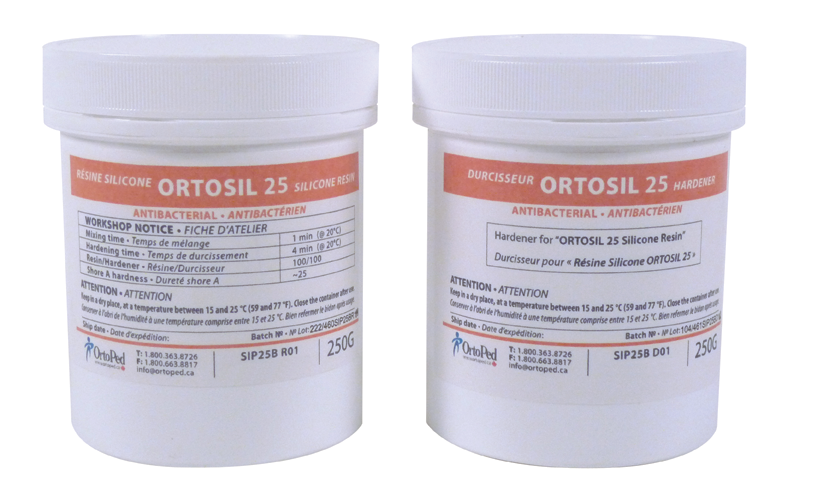 RÉSINE SILICONE ORTOSIL 25 SILICONE RESIN
ANTIBACTERIAL • ANTIBACTÉRIEN
WORKSHOP NOTICE • FICHE D'ATELIER
Mixing time • Temps de mélange 1 min (@ 20°C)
Hardening time • Temps de durcissement 4 min (@ 20°C)
Resin/Hardener • Résine/Durcisseur 100/100
Shore A hardness • Dureté shore A ~25
ATTENTION • ATTENTION
Keep in a dry place, at a temperature between 15 and 25 °C (59 and 77 °F). Close the container after use.
Conserver à l'abri de l'humidité à une température comprise entre 15 et 25 °C. Bien refermer le bidon après usage.
Ship date • Date d'expédition: Batch № • № Lot: 222/460
OrtoPed
www.ortoped.ca
T: 1.800.363.8726
F: 1.800.663.8817
info@ortoped.ca
SIP25B R01
250G
DURCISSEUR ORTOSIL 25 HARDENER
ANTIBACTERIAL • ANTIBACTÉRIEN
Hardener for "ORTOSIL 25 Silicone Resin"
Durcisseur pour « Résine Silicone ORTOSIL 25 »
ATTENTION • ATTENTION
Keep in a dry place, at a temperature between 15 and 25 °C (59 and 77 °F). Close the container after use.
Conserver à l'abri de l'humidité à une température comprise entre 15 et 25 °C. Bien refermer le bidon après usage.
Ship date • Date d'expédition: Batch № • № Lot: 104/461
OrtoPed
www.ortoped.ca
T: 1.800.363.8726
F: 1.800.663.8817
info@ortoped.ca
SIP25B D01
250G